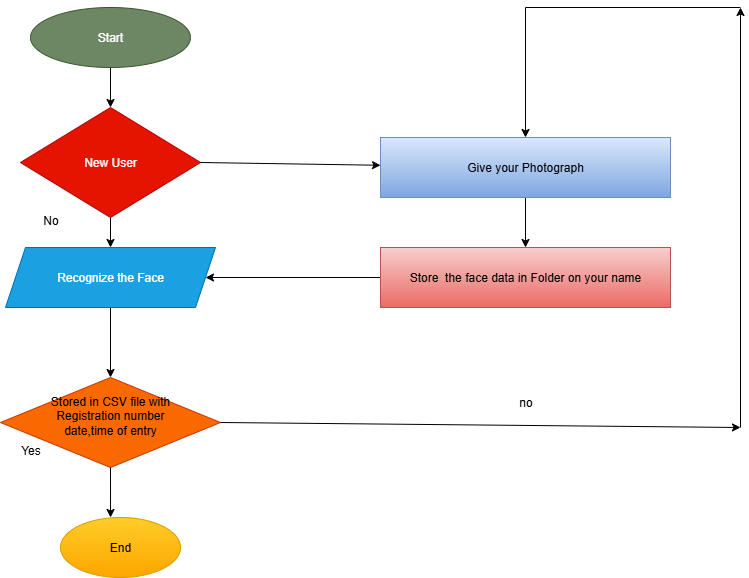 Start
New User
Give your Photograph
No
Recognize the Face
Store the face data in Folder on your name
Stored in CSV file with
Registration number
date,time of entry
no
Yes
End